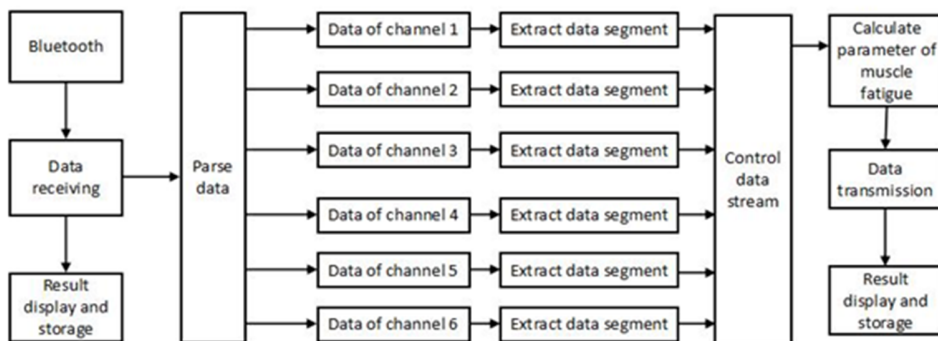 Bluetooth
Data
receiving
Result
display and
storage
Parse
data
Data of channel 1
Extract data segment
Data of channel 2
Extract data segment
Data of channel 3
Extract data segment
Data of channel 4
Extract data segment
Data of channel 5
Extract data segment
Data of channel 6
Extract data segment
Control
data
stream
Calculate
parameter of
muscle
fatigue
Data
transmission
Result
display and
storage